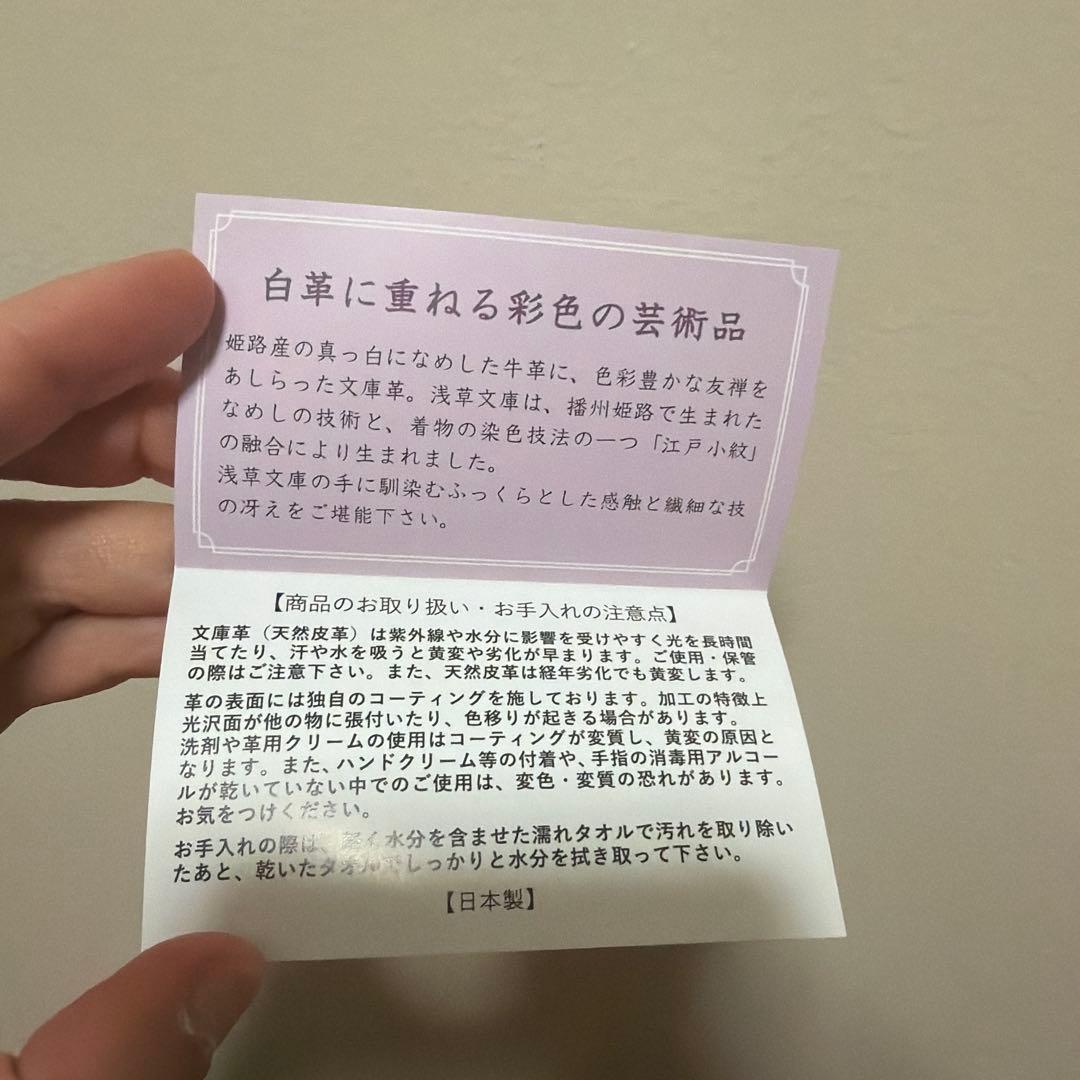 白革に重ねる彩色の芸術品
姫路産の真っ白になめした牛革に、色彩豊かな友禅を
あしらった文庫革。浅草文庫は、播州姫路で生まれた
なめしの技術と、着物の染色技法の一つ「江戸小紋」
の融合により生まれました。
浅草文庫の手に馴染むふっくらとした感触と繊細な技
の冴えをご堪能下さい。
【商品のお取り扱い・お手入れの注意点】
文庫革（天然皮革）は紫外線や水分に影響を受けやすく光を長時間
当てたり、汗や水を吸うと黄変や劣化が早まります。ご使用・保管
の際はご注意下さい。また、天然皮革は経年劣化でも黄変します。
革の表面には独自のコーティングを施しております。加工の特徴上
光沢面が他の物に張付いたり、色移りが起きる場合があります。
洗剤や革用クリームの使用はコーティングが変質し、黄変の原因と
なります。また、ハンドクリーム等の付着や、手指の消毒用アルコー
ルが乾いていない中でのご使用は、変色・変質の恐れがあります。
お気をつけください。
お手入れの際は、軽く水分を含ませた濡れタオルで汚れを取り除い
たあと、乾いたタオルでしっかりと水分を拭き取って下さい。
【日本製】